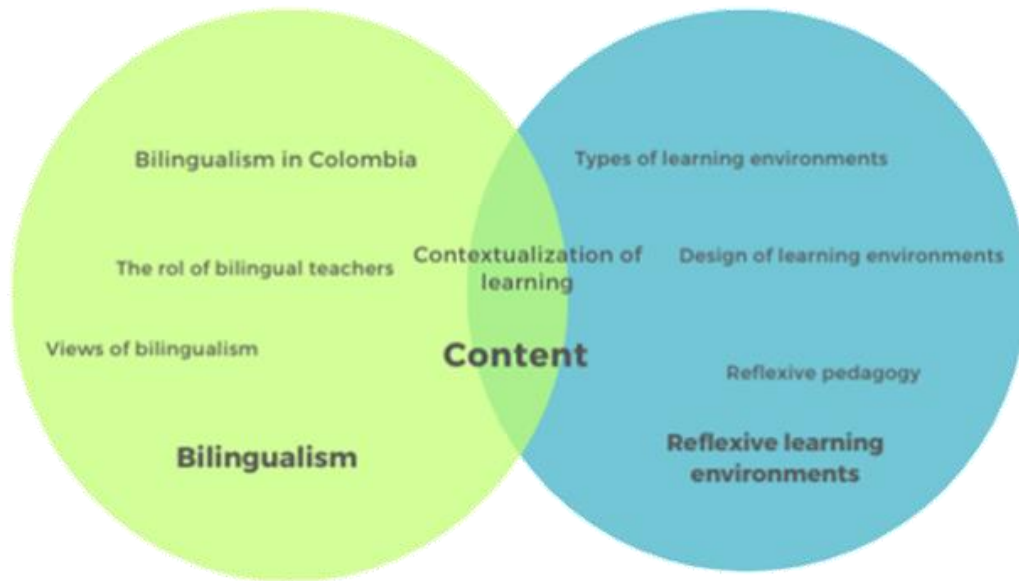 Bilingualism in Colombia
The rol of bilingual teachers
Views of bilingualism
Bilingualism
Contextualization of
learning
Content
Types of learning environments
Design of learning environments
Reflexive pedagogy
Reflexive learning
environments